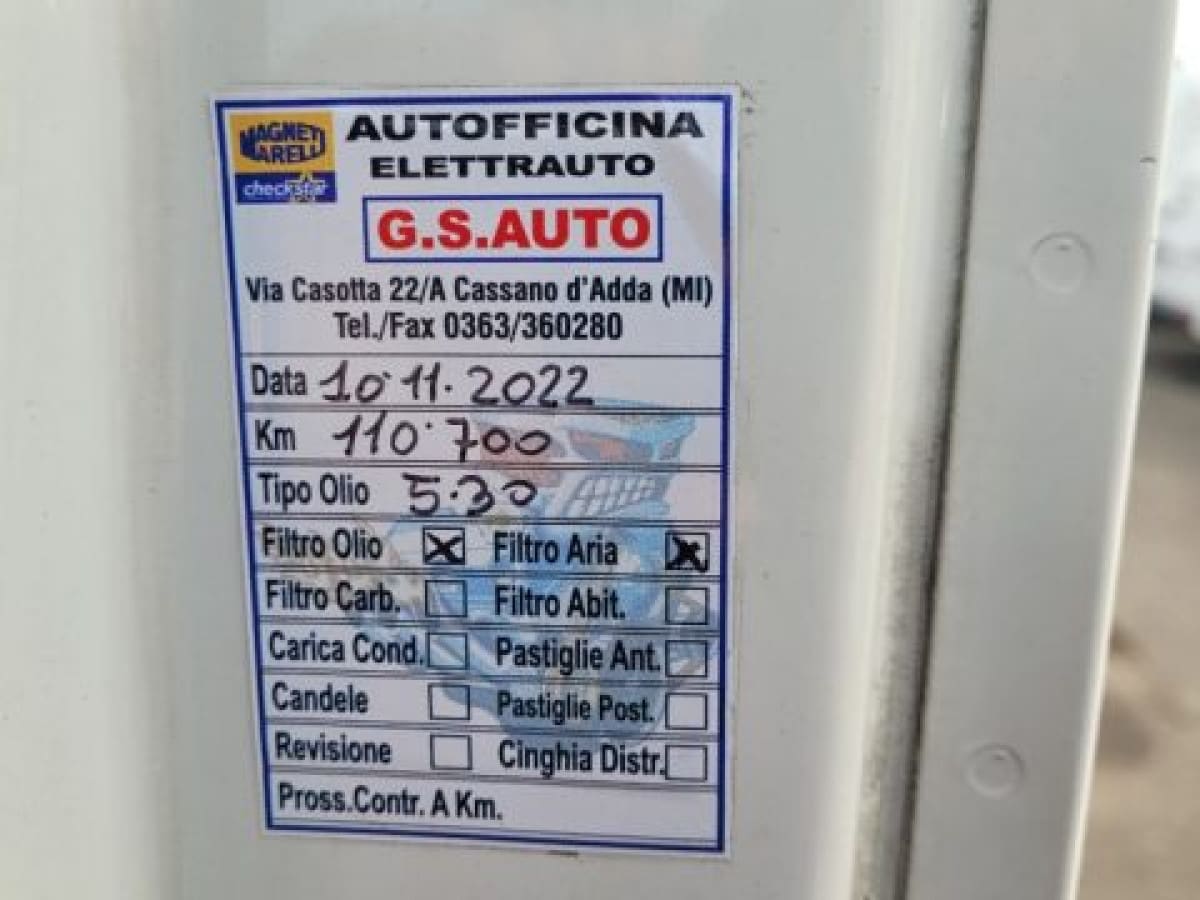 MAGNETI MARELLI
checkstar
AUTOFFICINA
ELETTRAUTO
G.S.AUTO
Via Casotta 22/A Cassano d'Adda (MI)
Tel./Fax 0363/360280
Data 10.11.2022
Km 110.700
Tipo Olio 5.30
Filtro Olio X Filtro Aria X
Filtro Carb. Filtro Abit.
Carica Cond. Pastiglie Ant.
Candele Pastiglie Post.
Revisione Cinghia Distr.
Pross.Contr. A Km.